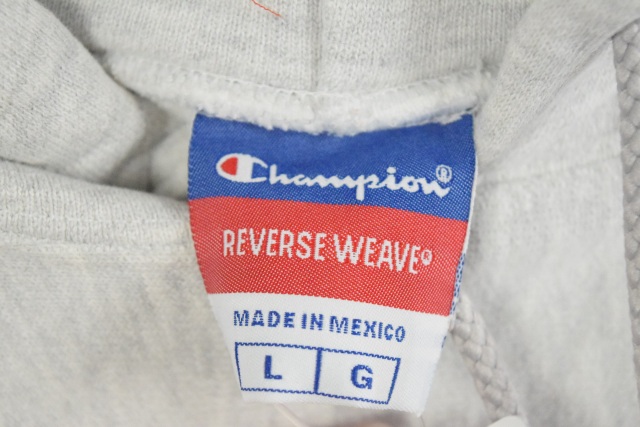 Champion®
REVERSE WEAVE®
MADE IN MEXICO
L G